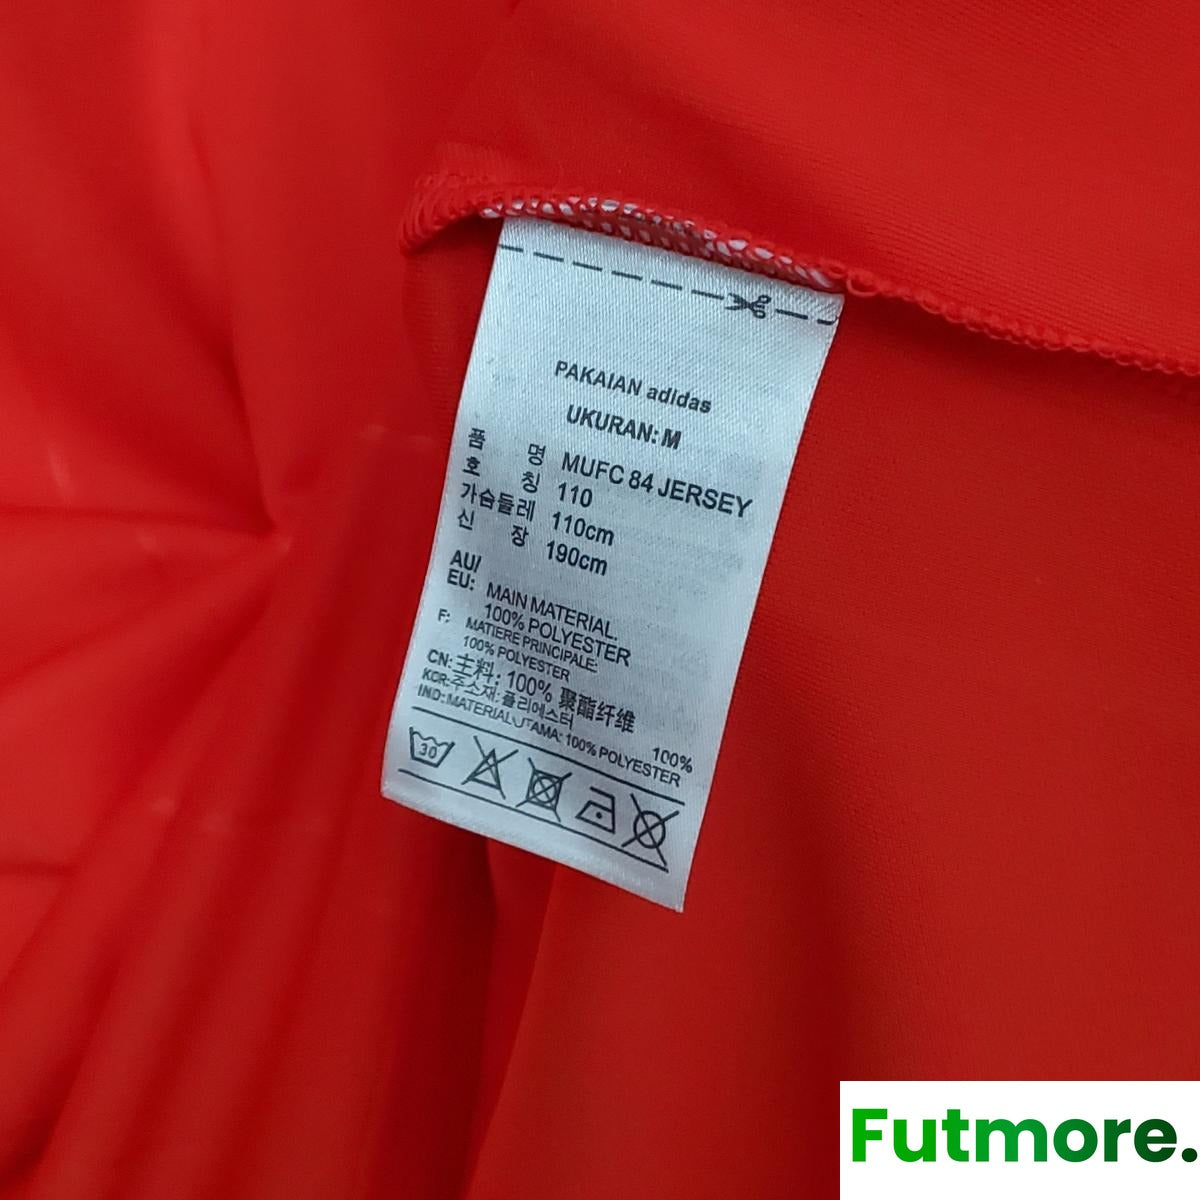 PAKAIAN adidas
UKURAN: M
품 명 MUFC 84 JERSEY
호 칭 110
가슴들레 110cm
신 장 190cm
AU/
EU: MAIN MATERIAL.
100% POLYESTER
F: MATIERE PRINCIPALE:
100% POLYESTER
CN: 主料: 100% 聚酯纤维
KOR: 주소재: 폴리에스터 100%
IND: MATERIAL UTAMA: 100% POLYESTER
30
Futmore.